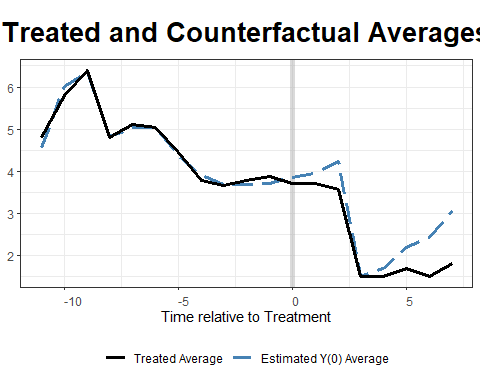 Treated and Counterfactual Averages
6
5
4
3
2
-10
-5
0
5
Time relative to Treatment
Treated Average
Estimated Y(0) Average